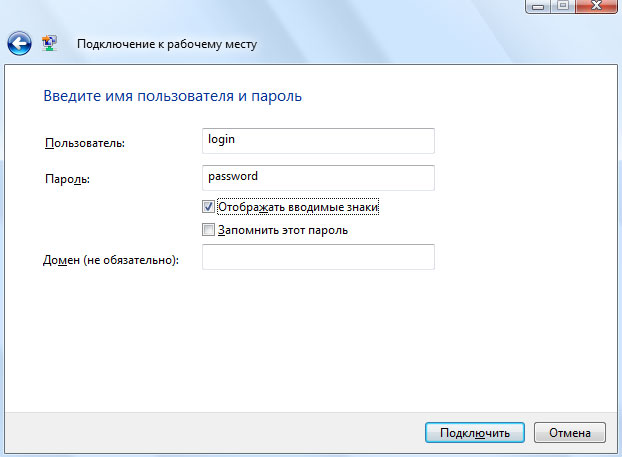 Подключение к рабочему месту
Введите имя пользователя и пароль
Пользователь: login
Пароль: password
Отображать вводимые знаки
Запомнить этот пароль
Домен (не обязательно):
Подключить Отмена